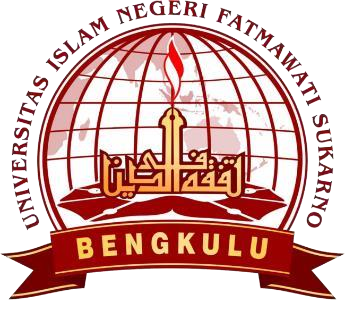 UNIVERSITAS ISLAM NEGERI FATMAWATI SUKARNO
BENGKULU